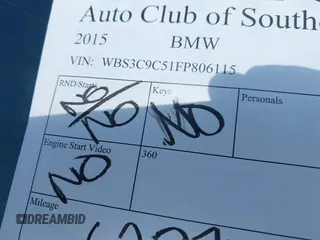 Auto Club of South
2015 BMW
VIN: WBS3C9C51FP806115
RND/Starts Keys Personals
No/No NO
Engine Start Video 360
NO
Mileage
DREAMBID